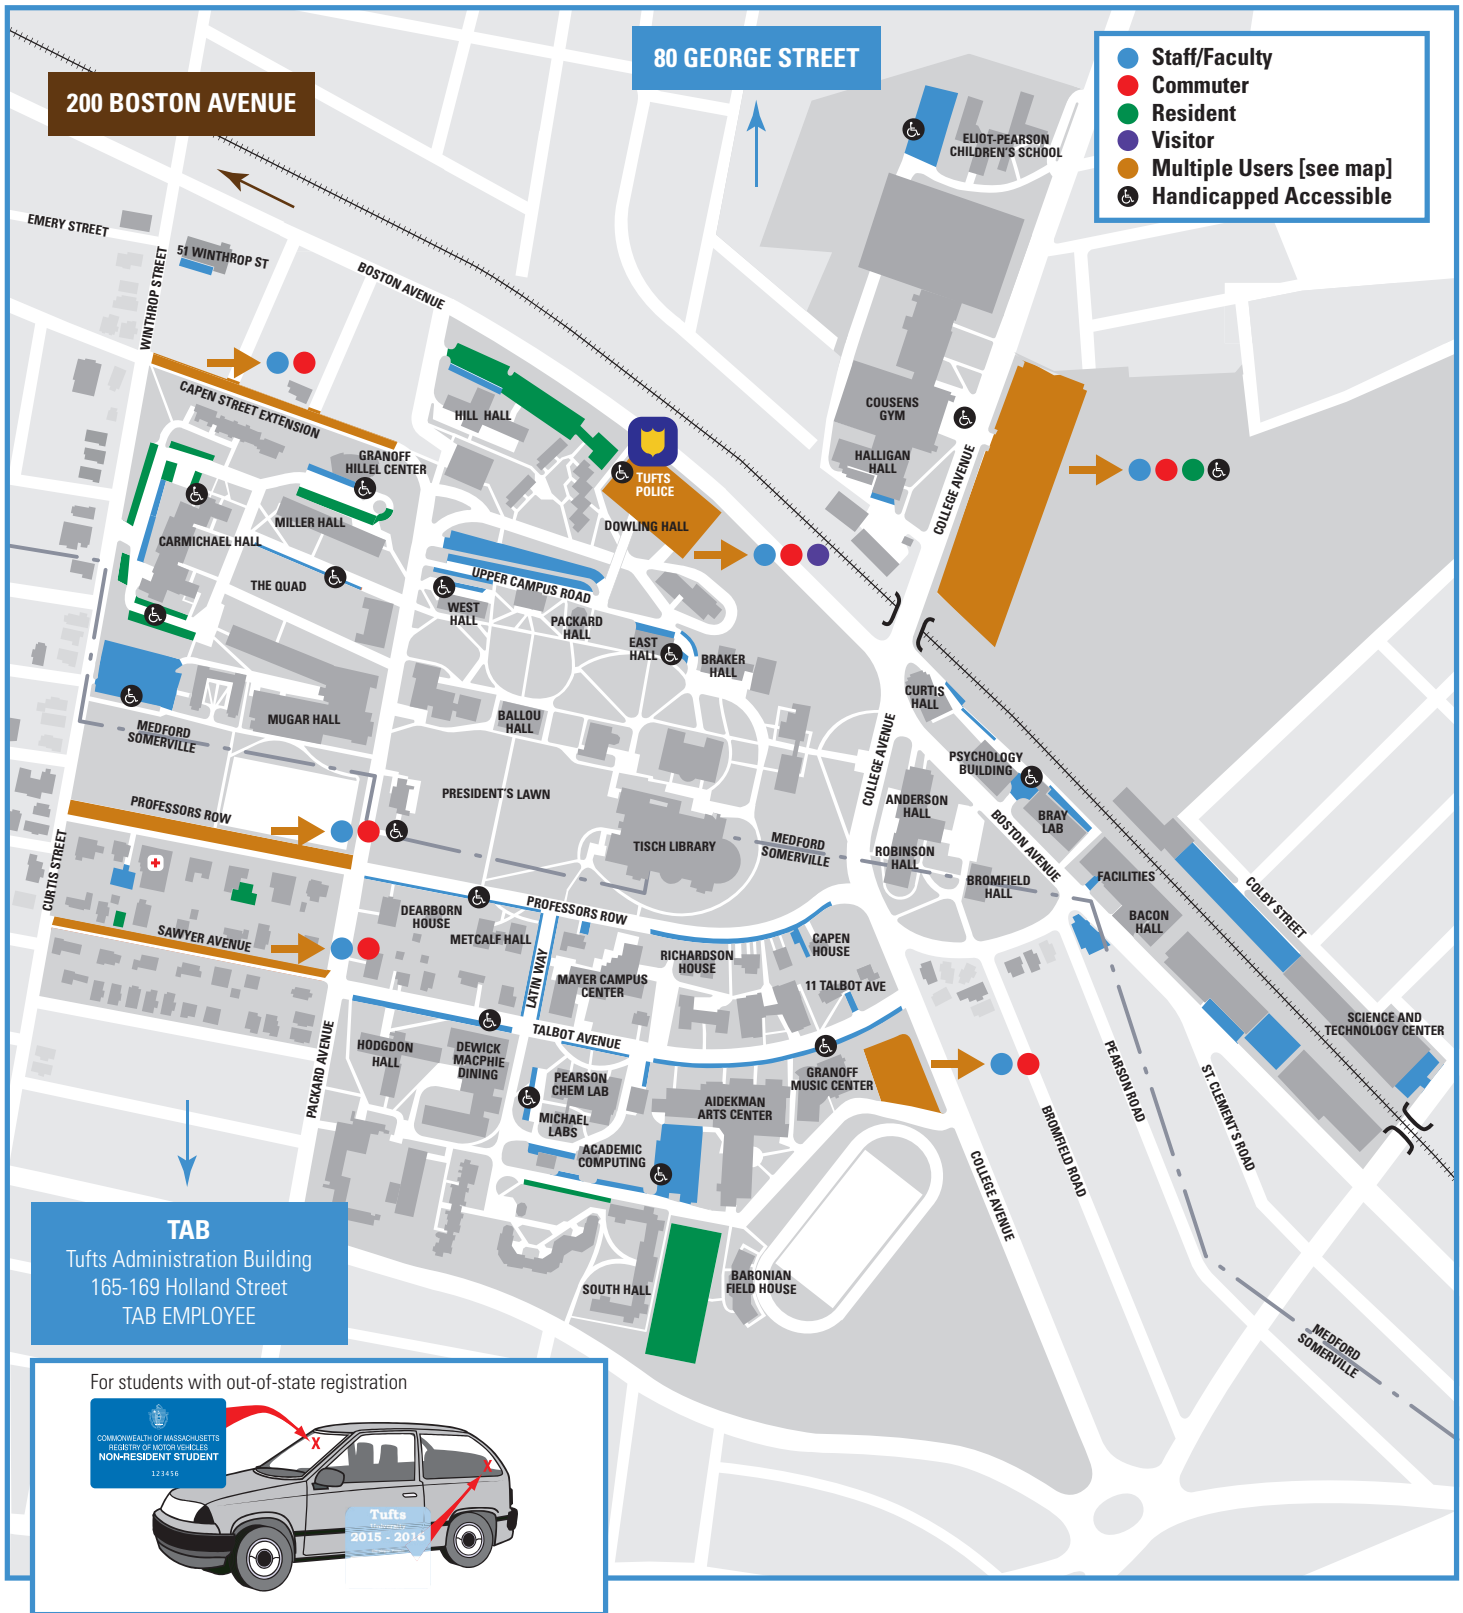 80 GEORGE STREET
200 BOSTON AVENUE
Staff/Faculty
Commuter
Resident
Visitor
Multiple Users [see map]
Handicapped Accessible
ELIOT-PEARSON
CHILDREN'S SCHOOL
EMERY STREET
51 WINTHROP ST
WINTHROP STREET
BOSTON AVENUE
CAPEN STREET EXTENSION
HILL HALL
GRANOFF
HILLEL CENTER
COUSENS
GYM
HALLIGAN
HALL
COLLEGE AVENUE
TUFTS
POLICE
DOWLING HALL
MILLER HALL
CARMICHAEL HALL
THE QUAD
UPPER CAMPUS ROAD
WEST
HALL
PACKARD
HALL
EAST
HALL
BRAKER
HALL
CURTIS
HALL
MUGAR HALL
BALLOU
HALL
MEDFORD
SOMERVILLE
PSYCHOLOGY
BUILDING
COLLEGE AVENUE
PRESIDENT'S LAWN
ANDERSON
HALL
BRAY
LAB
PROFESSORS ROW
TISCH LIBRARY
MEDFORD
SOMERVILLE
ROBINSON
HALL
BOSTON AVENUE
BROMFIELD
HALL
FACILITIES
COLBY STREET
BACON
HALL
CURTIS STREET
SAWYER AVENUE
DEARBORN
HOUSE
METCALF HALL
PROFESSORS ROW
LATIN WAY
MAYER CAMPUS
CENTER
RICHARDSON
HOUSE
CAPEN
HOUSE
11 TALBOT AVE
SCIENCE AND
TECHNOLOGY CENTER
TALBOT AVENUE
HODGDON
HALL
DEWICK
MACPHIE
DINING
PACKARD AVENUE
PEARSON
CHEM LAB
MICHAEL
LABS
GRANOFF
MUSIC CENTER
AIDEKMAN
ARTS CENTER
ACADEMIC
COMPUTING
PEARSON ROAD
ST. CLEMENT'S ROAD
BROMFIELD ROAD
COLLEGE AVENUE
SOUTH HALL
BARONIAN
FIELD HOUSE
MEDFORD
SOMERVILLE
TAB
Tufts Administration Building
165-169 Holland Street
TAB EMPLOYEE
For students with out-of-state registration
COMMONWEALTH OF MASSACHUSETTS
REGISTRY OF MOTOR VEHICLES
NON-RESIDENT STUDENT
123456
X
X
Tufts
2015 - 2016